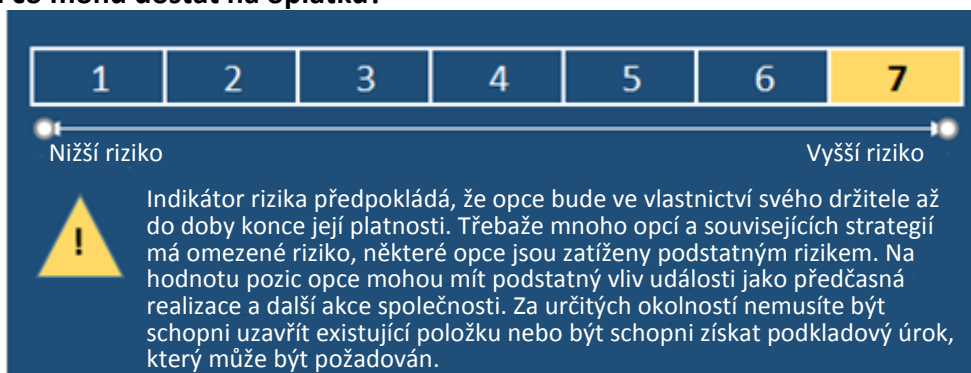 co mohu dostat na oplátku?
1 2 3 4 5 6 7
Nižší riziko Vyšší riziko
Indikátor rizika předpokládá, že opce bude ve vlastnictví svého držitele až
do doby konce její platnosti. Třebaže mnoho opcí a souvisejících strategií
má omezené riziko, některé opce jsou zatíženy podstatným rizikem. Na
hodnotu pozic opce mohou mít podstatný vliv události jako předčasná
realizace a další akce společnosti. Za určitých okolností nemusíte být
schopni uzavřít existující položku nebo být schopni získat podkladový úrok,
který může být požadován.